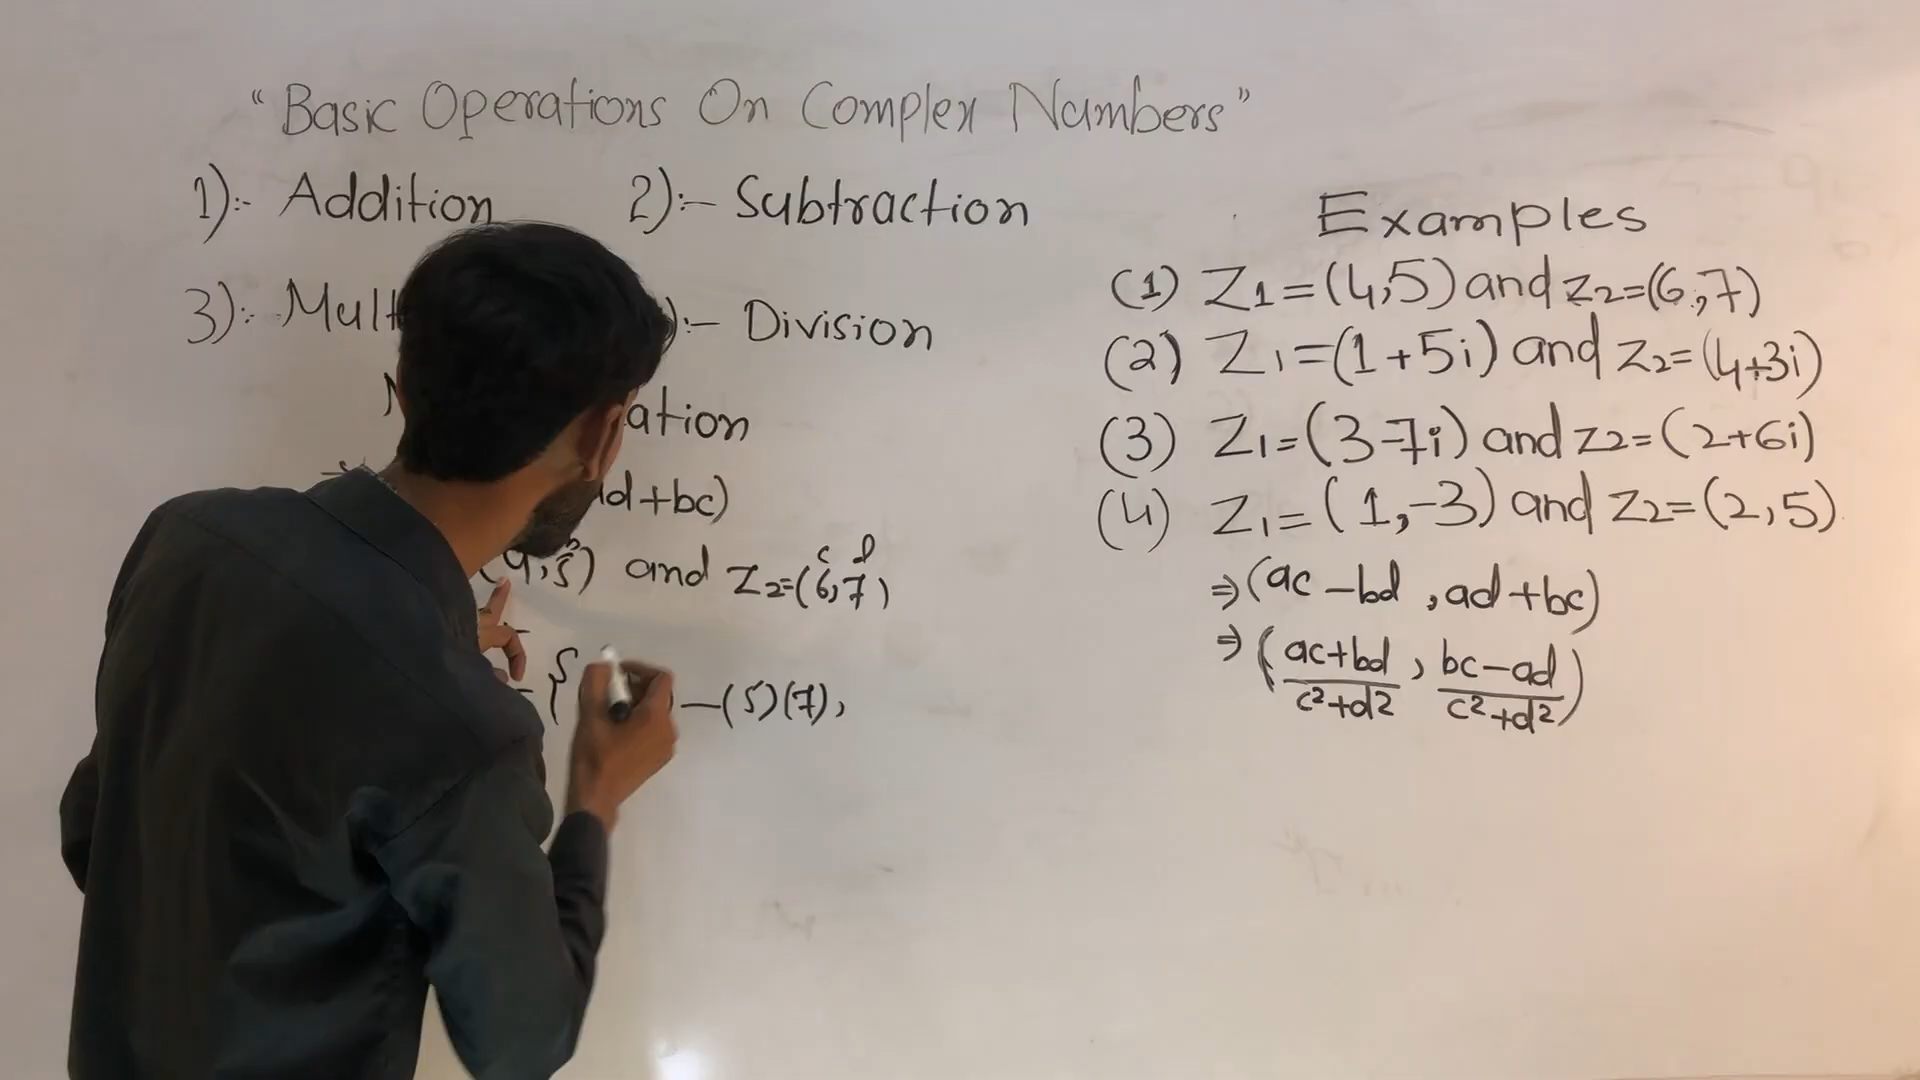 "Basic Operations On Complex Numbers"
1):- Addition 2):- Subtraction
3):- :- Division
ation
d+bc)
,5) and Z2=(6,7)
c d
{ -(5)(7),
Examples
(1) Z1=(4,5) and Z2=(6,7)
(2) Z1=(1+5i) and Z2=(4+3i)
(3) Z1=(3-7i) and Z2=(2+6i)
(4) Z1=(1,-3) and Z2=(2,5)
⇒(ac-bd, ad+bc)
⇒(ac+bd/c²+d², bc-ad/c²+d²)